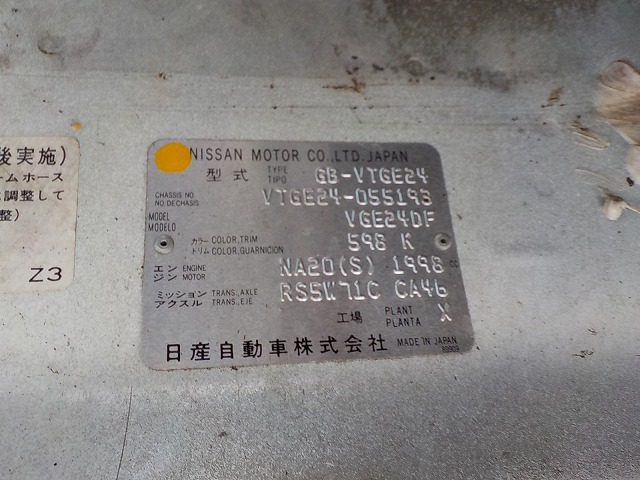 後実施)
ームホース
調整して
整)
Z3
NISSAN MOTOR CO.,LTD.JAPAN
型式 TYPE TIPO GB-VTGE24
CHASSIS NO. NO.DECHASIS VTGE24-055193
MODEL MODELO VGE24DF
カラー COLOR,TRIM 598 K
トリム COLOR,GUARNICION
エンジン ENGINE MOTOR NA20(S) 1998 cc
ミッション TRANS.,AXLE RS5W71C CA46
アクスル TRANS.,EJE
工場 PLANT PLANTA X
日産自動車株式会社 MADE IN JAPAN